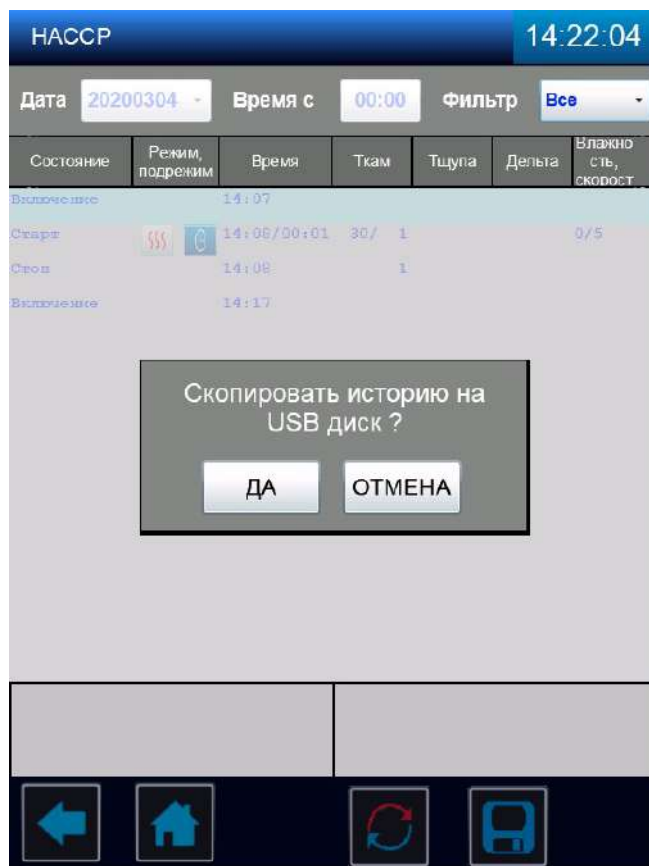 HACCP 14:22:04
Дата 20200304 Время с 00:00 Фильтр Все
Состояние Режим, подрежим Время Ткам Тщупа Дельта Влажно сть, скорост
Включение 14:07
Старт 14:08/00:01 30/ 1 0/5
Стоп 14:08 1
Включение 14:17
Скопировать историю на
USB диск ?
ДА ОТМЕНА